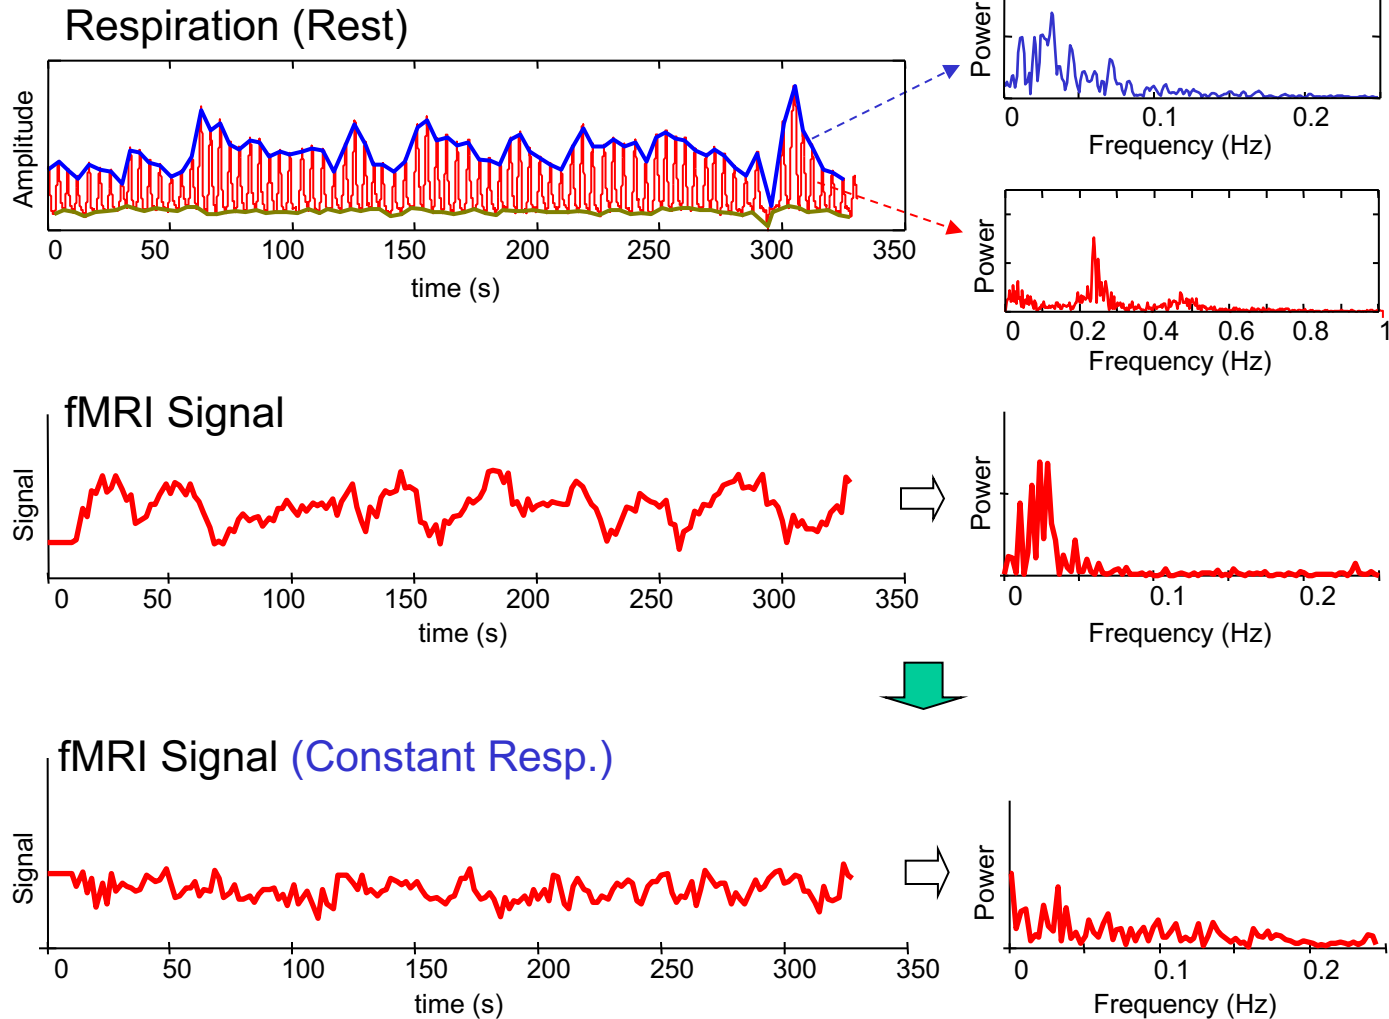 Respiration (Rest)
Amplitude
0 50 100 150 200 250 300 350
time (s)
Power
0 0.1 0.2
Frequency (Hz)
Power
0 0.2 0.4 0.6 0.8 1
Frequency (Hz)
fMRI Signal
Signal
0 50 100 150 200 250 300 350
time (s)
Power
0 0.1 0.2
Frequency (Hz)
fMRI Signal (Constant Resp.)
Signal
0 50 100 150 200 250 300 350
time (s)
Power
0 0.1 0.2
Frequency (Hz)